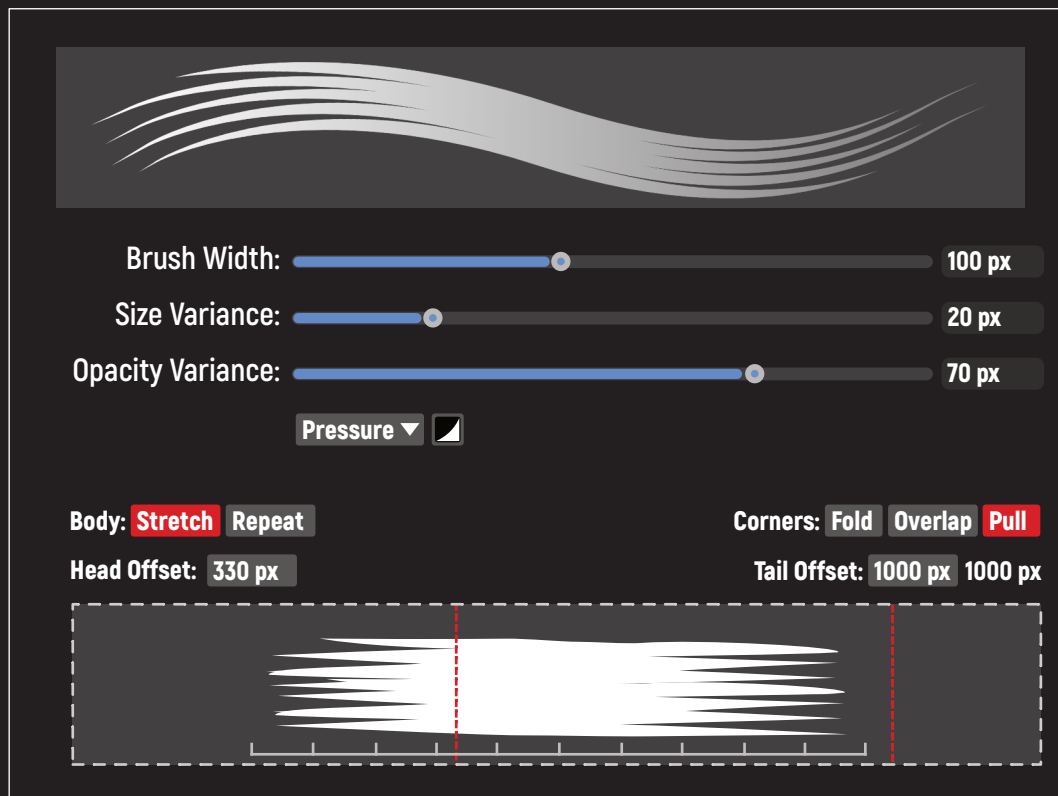 Brush Width: 100 px
Size Variance: 20 px
Opacity Variance: 70 px
Pressure
Body: Stretch Repeat Corners: Fold Overlap Pull
Head Offset: 330 px Tail Offset: 1000 px 1000 px